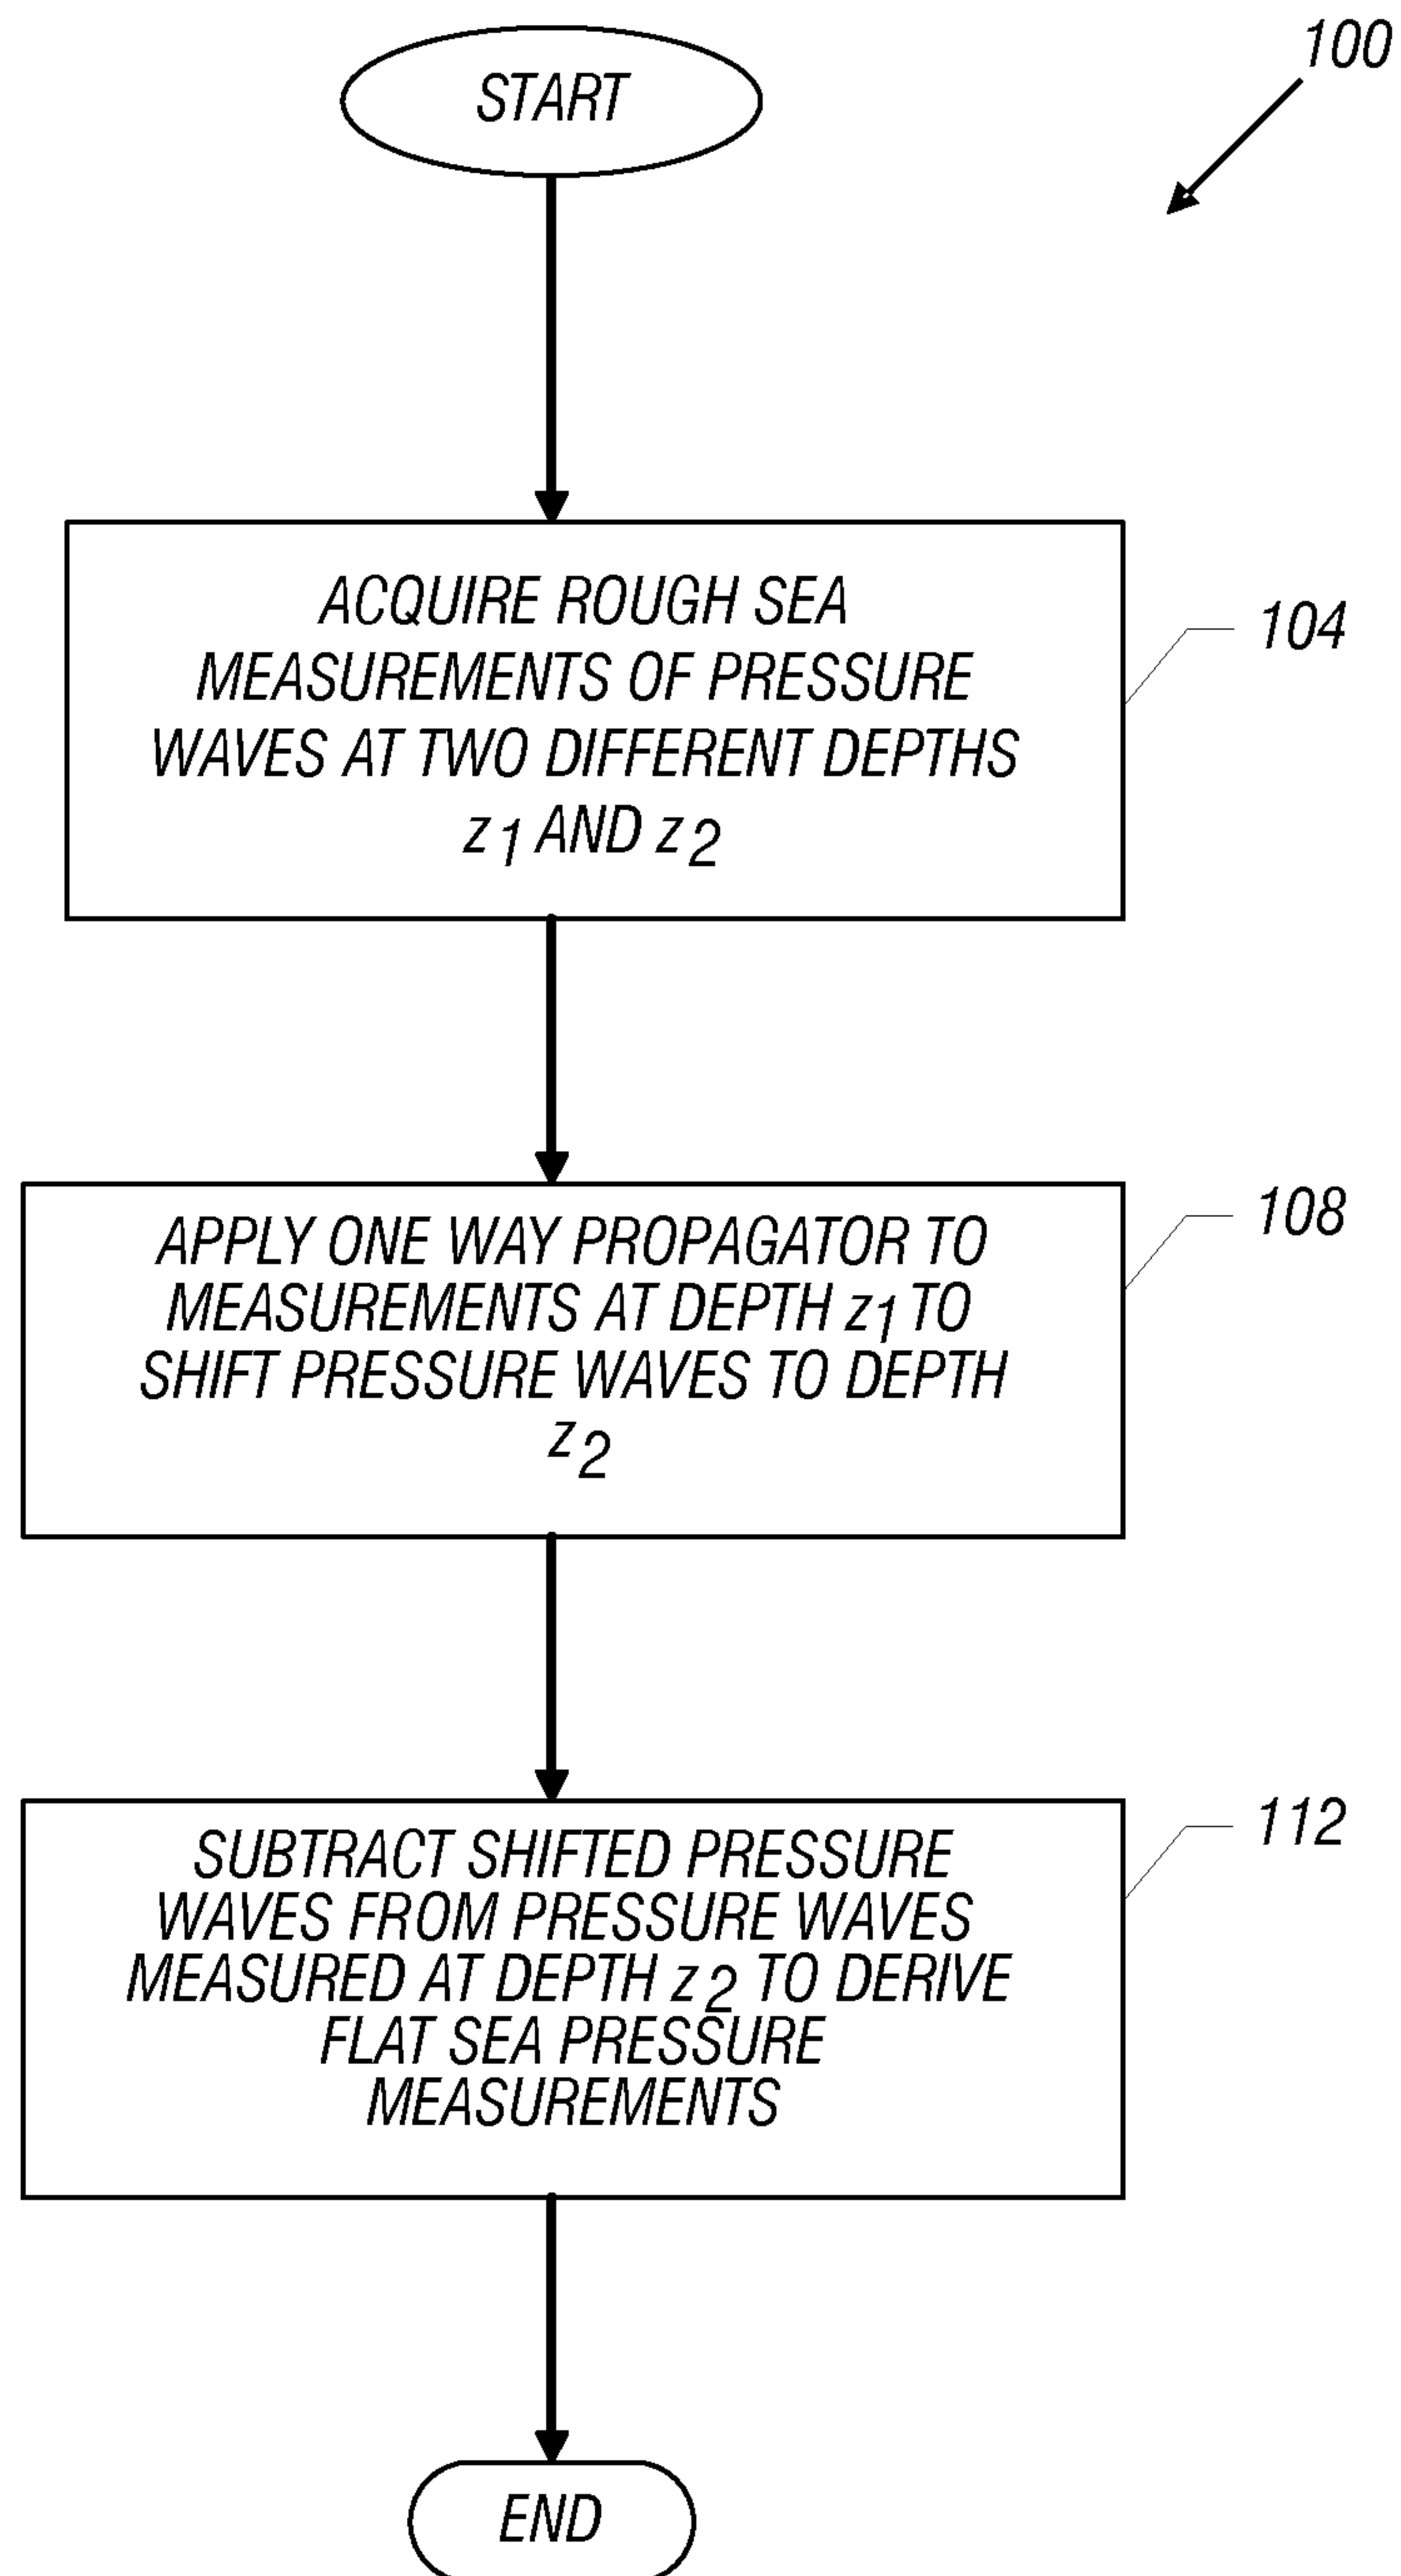 100
START
ACQUIRE ROUGH SEA
MEASUREMENTS OF PRESSURE
WAVES AT TWO DIFFERENT DEPTHS
z1 AND z2
104
APPLY ONE WAY PROPAGATOR TO
MEASUREMENTS AT DEPTH z1 TO
SHIFT PRESSURE WAVES TO DEPTH
z2
108
SUBTRACT SHIFTED PRESSURE
WAVES FROM PRESSURE WAVES
MEASURED AT DEPTH z2 TO DERIVE
FLAT SEA PRESSURE
MEASUREMENTS
112
END